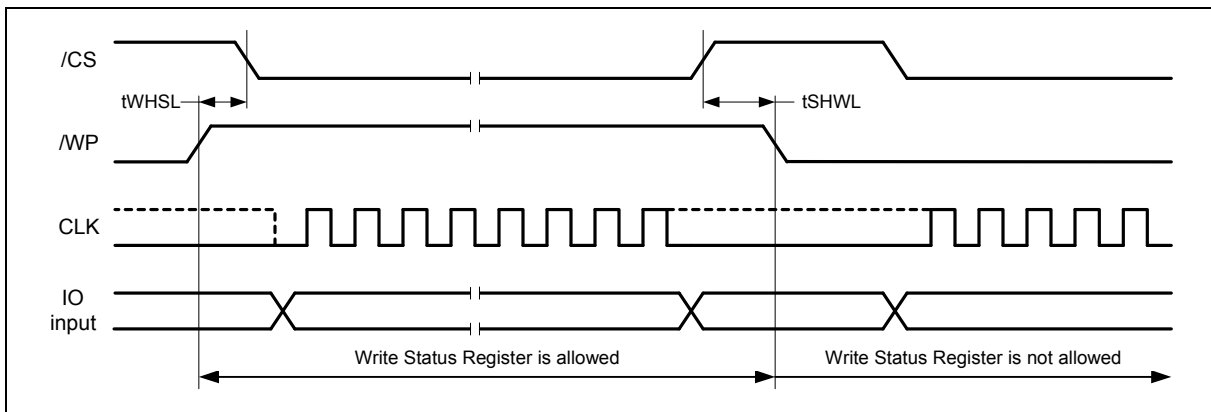 /CS
tWHSL
tSHWL
/WP
CLK
IO
input
Write Status Register is allowed
Write Status Register is not allowed